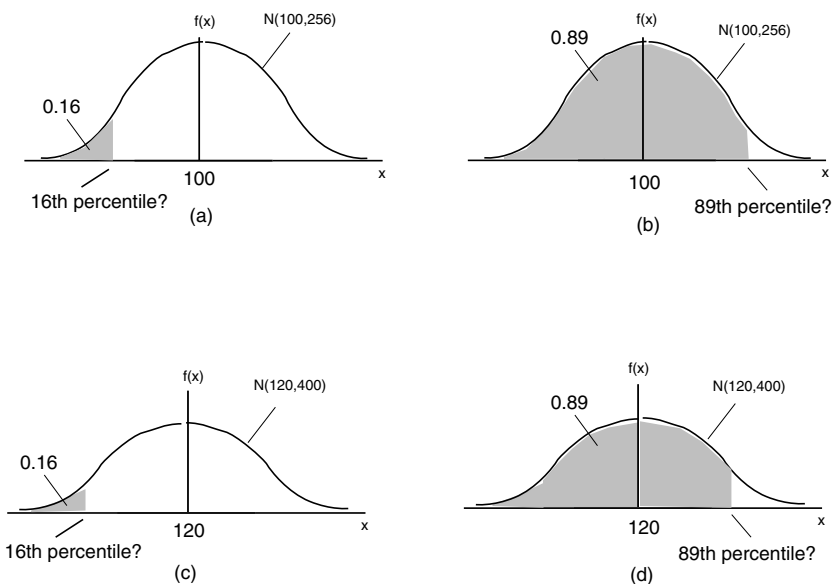 f(x)
N(100,256)
0.16
100
x
16th percentile?
(a)
f(x)
N(100,256)
0.89
100
x
89th percentile?
(b)
f(x)
N(120,400)
0.16
120
x
16th percentile?
(c)
f(x)
N(120,400)
0.89
120
x
89th percentile?
(d)